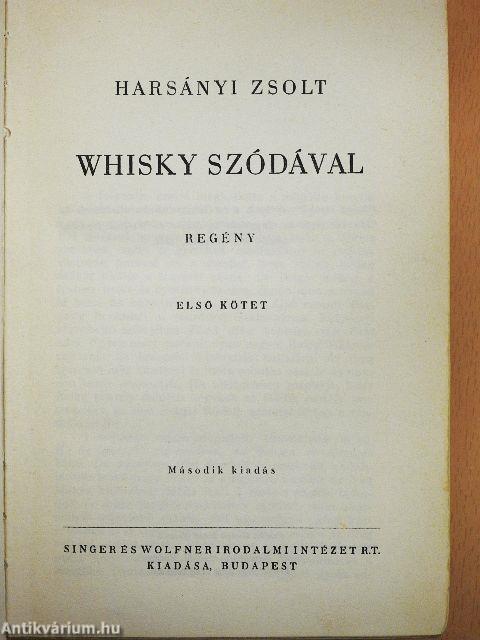 HARSÁNYI ZSOLT
WHISKY SZÓDÁVAL
REGÉNY
ELSŐ KÖTET
Második kiadás
SINGER ÉS WOLFNER IRODALMI INTÉZET R.T.
KIADÁSA, BUDAPEST
Antikvárium.hu